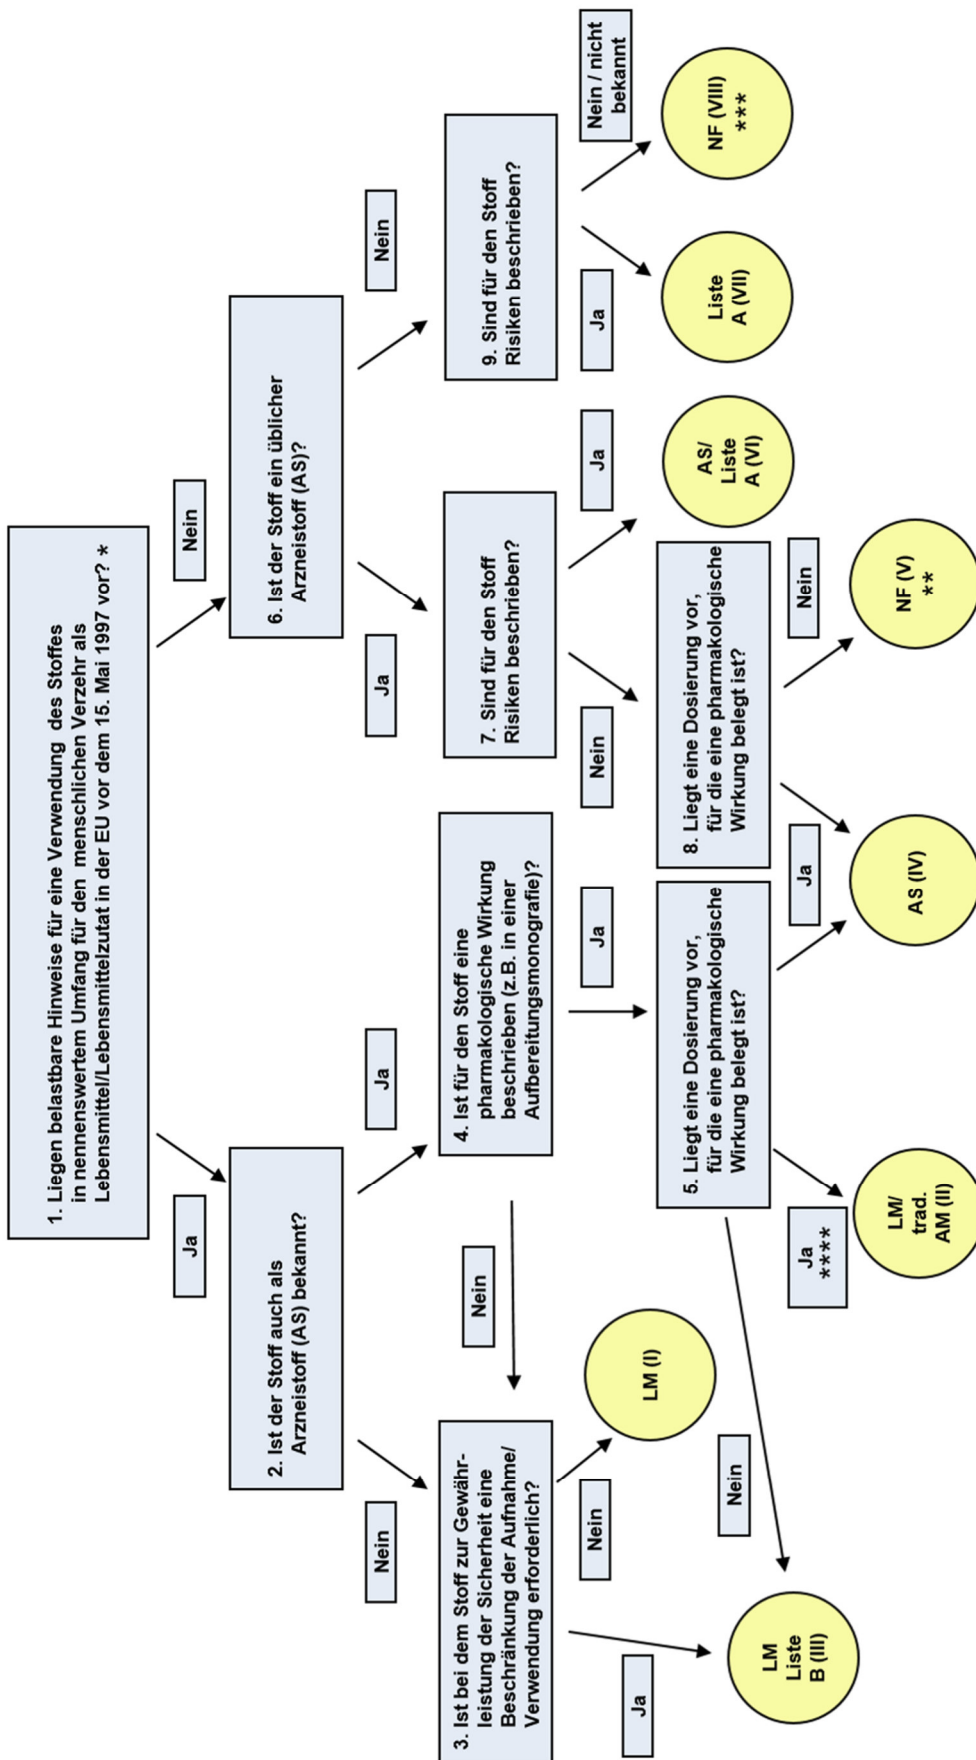 1. Liegen belastbare Hinweise für eine Verwendung des Stoffes
in nennenswertem Umfang für den menschlichen Verzehr als
Lebensmittel/Lebensmittelzutat in der EU vor dem 15. Mai 1997 vor? *
Ja
Nein
2. Ist der Stoff auch als
Arzneistoff (AS) bekannt?
6. Ist der Stoff ein üblicher
Arzneistoff (AS)?
Nein
Ja
Ja
Nein
3. Ist bei dem Stoff zur Gewähr-
leistung der Sicherheit eine
Beschränkung der Aufnahme/
Verwendung erforderlich?
Nein
4. Ist für den Stoff eine
pharmakologische Wirkung
beschrieben (z.B. in einer
Aufbereitungsmonografie)?
7. Sind für den Stoff
Risiken beschrieben?
9. Sind für den Stoff
Risiken beschrieben?
Ja
Nein
Ja
Nein
Ja
Ja
Nein / nicht
bekannt
LM (I)
5. Liegt eine Dosierung vor,
für die eine pharmakologische
Wirkung belegt ist?
8. Liegt eine Dosierung vor,
für die eine pharmakologische
Wirkung belegt ist?
AS/
Liste
A (VI)
Liste
A (VII)
NF (VIII)
***
LM
Liste
B (III)
Nein
Ja
****
Ja
Nein
LM/
trad.
AM (II)
AS (IV)
NF (V)
**